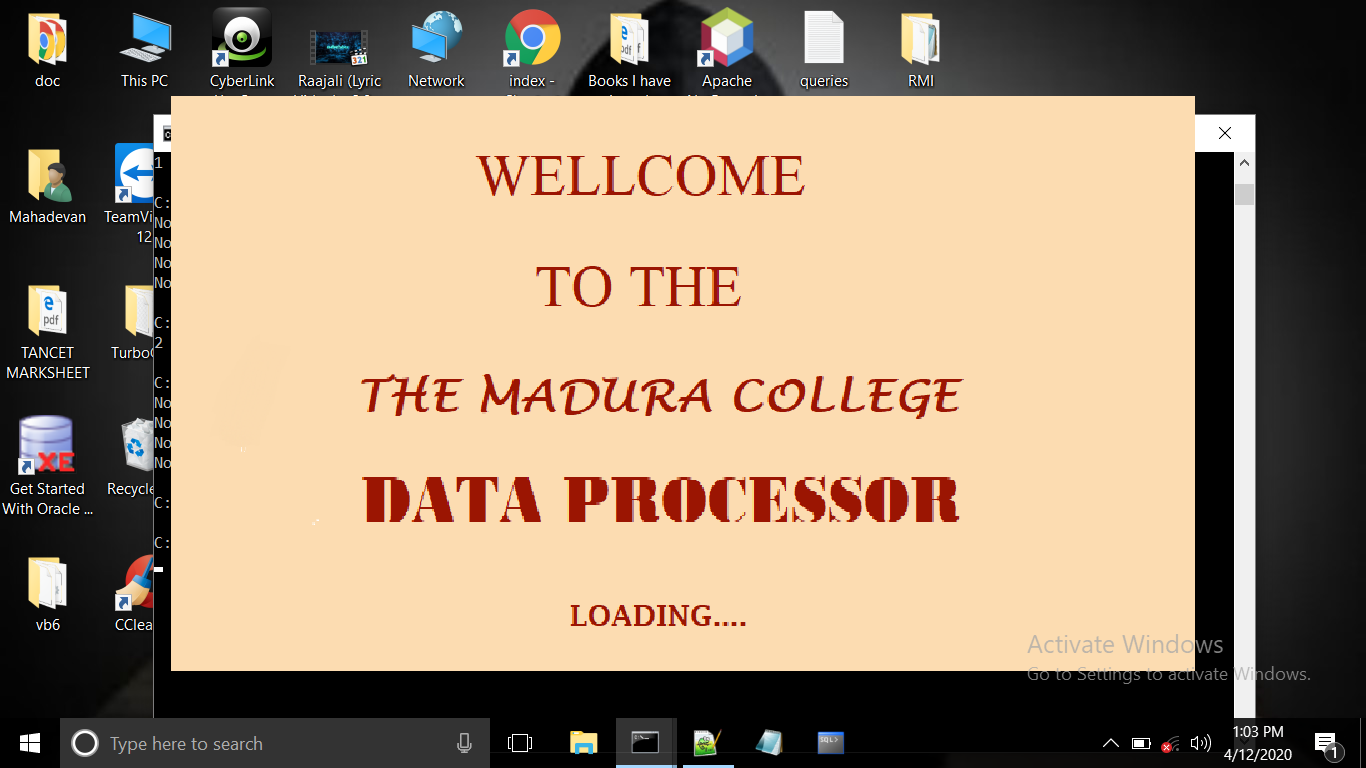 doc
This PC
CyberLink
Raajali (Lyric
Network
index -
Books I have
Apache
queries
RMI
WELLCOME
TO THE
THE MADURA COLLEGE
DATA PROCESSOR
LOADING....
1
C:
No
No
No
No
C:
2
C:
No
No
No
No
C:
C:
Mahadevan
TeamVi
12
TANCET
MARKSHEET
Turbo
XE
Get Started
With Oracle ...
Recycle
vb6
CClea
Activate Windows
Go to Settings to activate Windows.
Type here to search
SQL>
1:03 PM
4/12/2020
1